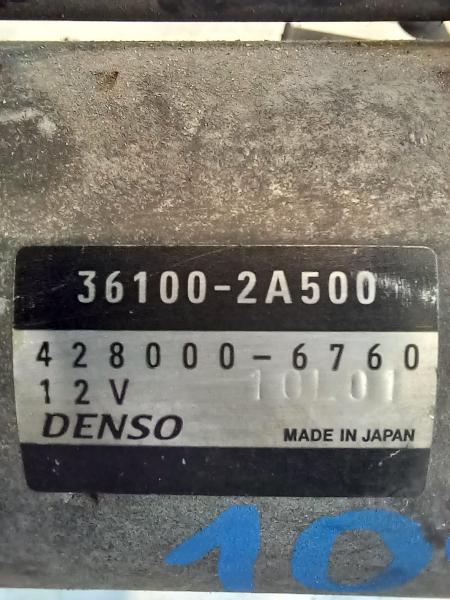 36100-2A500
428000-6760
12V 10L01
DENSO MADE IN JAPAN
10